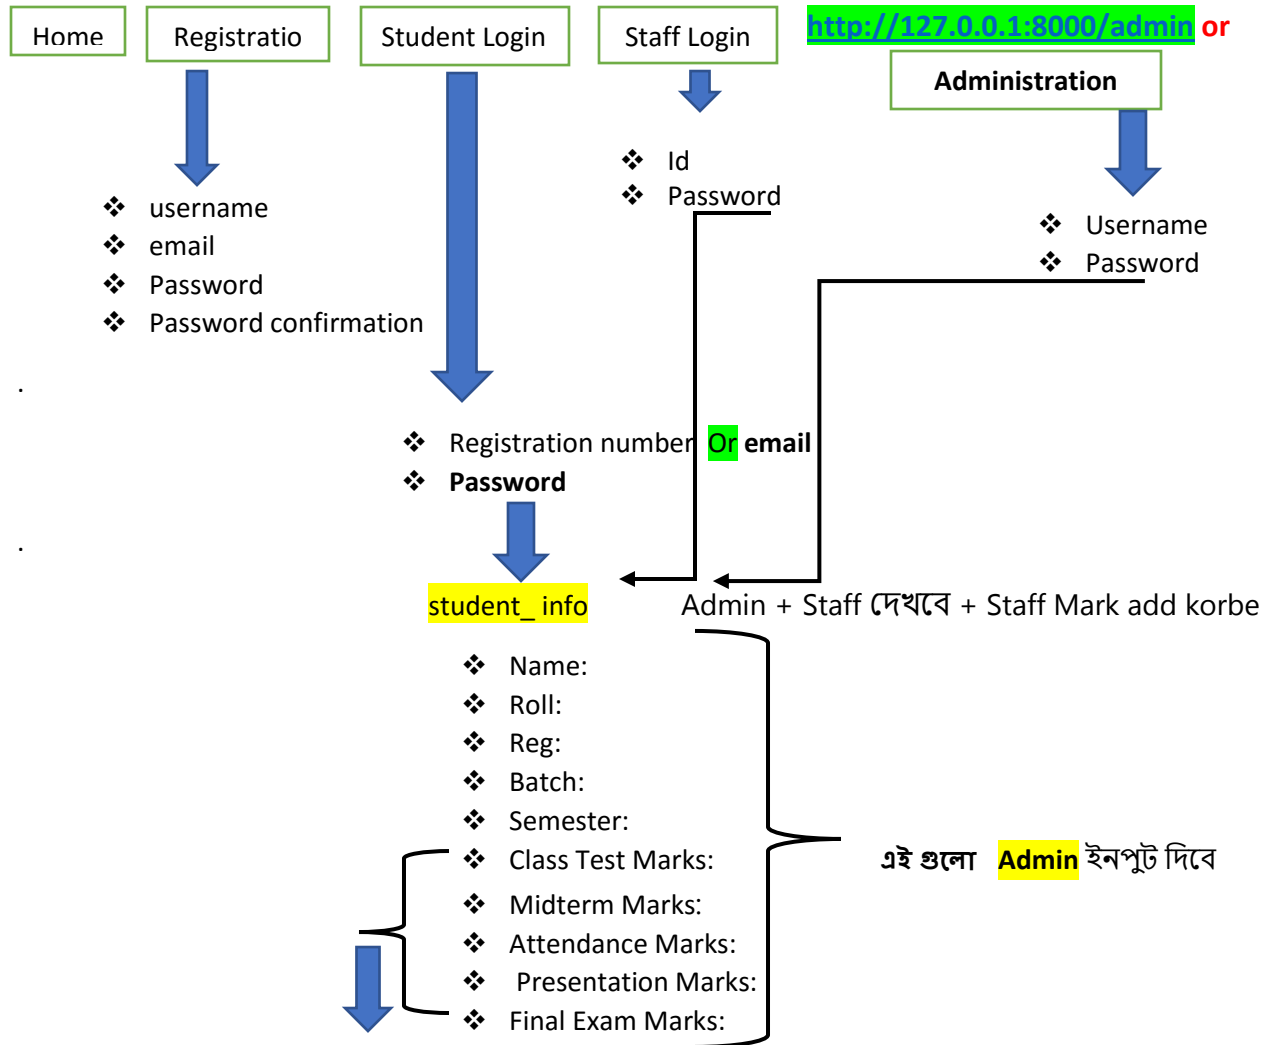 Home
Registratio
Student Login
Staff Login
http://127.0.0.1:8000/admin or
Administration
❖ Id
❖ Password
❖ username
❖ email
❖ Password
❖ Password confirmation
❖ Username
❖ Password
.
❖ Registration number Or email
❖ Password
.
student_ info
Admin + Staff দেখবে + Staff Mark add korbe
❖ Name:
❖ Roll:
❖ Reg:
❖ Batch:
❖ Semester:
❖ Class Test Marks:
❖ Midterm Marks:
❖ Attendance Marks:
❖ Presentation Marks:
❖ Final Exam Marks:
এই গুলো Admin ইনপুট দিবে